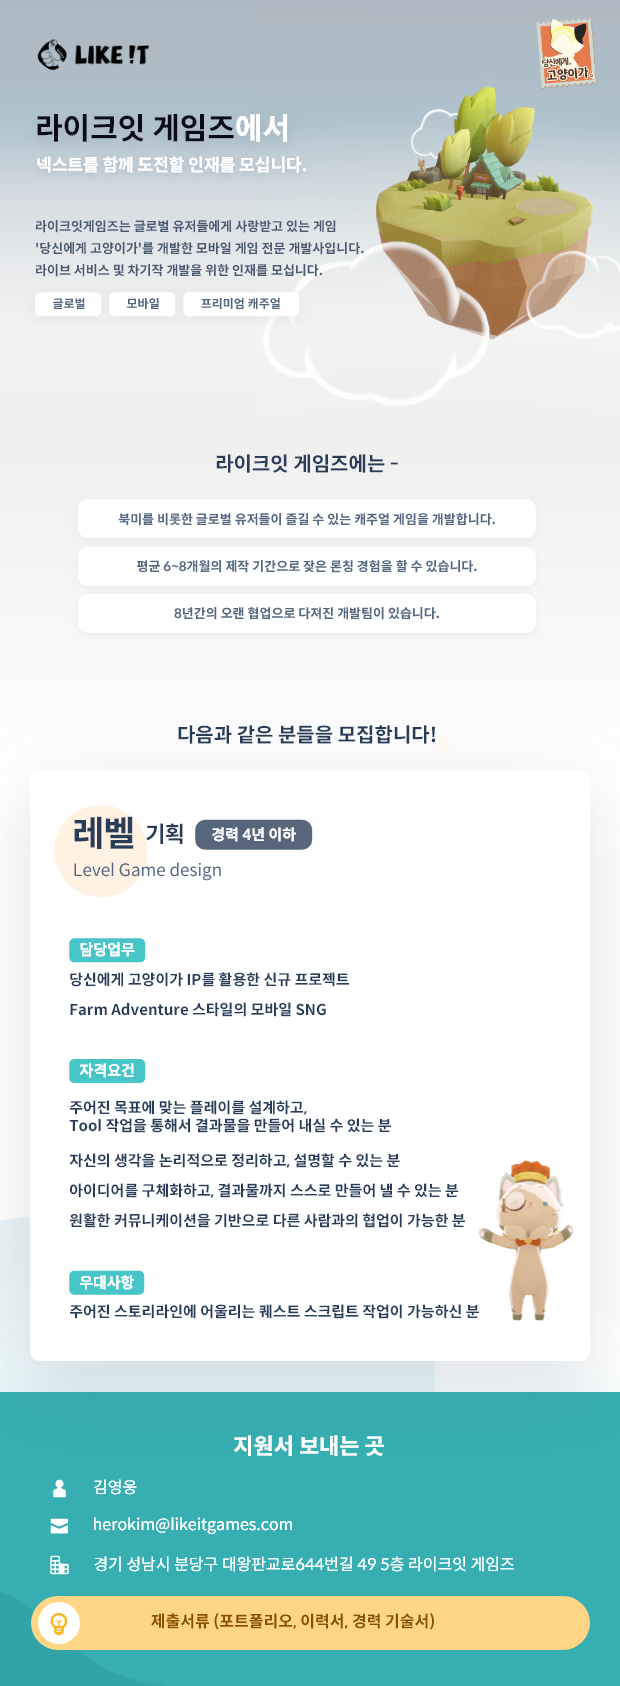 LIKE !T
당신에게,
고양이가。
라이크잇 게임즈에서
넥스트를 함께 도전할 인재를 모십니다.
라이크잇게임즈는 글로벌 유저들에게 사랑받고 있는 게임
'당신에게 고양이가'를 개발한 모바일 게임 전문 개발사입니다.
라이브 서비스 및 차기작 개발을 위한 인재를 모십니다.
글로벌 모바일 프리미엄 캐주얼
라이크잇 게임즈에는 -
북미를 비롯한 글로벌 유저들이 즐길 수 있는 캐주얼 게임을 개발합니다.
평균 6~8개월의 제작 기간으로 잦은 론칭 경험을 할 수 있습니다.
8년간의 오랜 협업으로 다져진 개발팀이 있습니다.
다음과 같은 분들을 모집합니다!
레벨 기획 경력 4년 이하
Level Game design
담당업무
당신에게 고양이가 IP를 활용한 신규 프로젝트
Farm Adventure 스타일의 모바일 SNG
자격요건
주어진 목표에 맞는 플레이를 설계하고,
Tool 작업을 통해서 결과물을 만들어 내실 수 있는 분
자신의 생각을 논리적으로 정리하고, 설명할 수 있는 분
아이디어를 구체화하고, 결과물까지 스스로 만들어 낼 수 있는 분
원활한 커뮤니케이션을 기반으로 다른 사람과의 협업이 가능한 분
우대사항
주어진 스토리라인에 어울리는 퀘스트 스크립트 작업이 가능하신 분
지원서 보내는 곳
김영웅
herokim@likeitgames.com
경기 성남시 분당구 대왕판교로644번길 49 5층 라이크잇 게임즈
제출서류 (포트폴리오, 이력서, 경력 기술서)